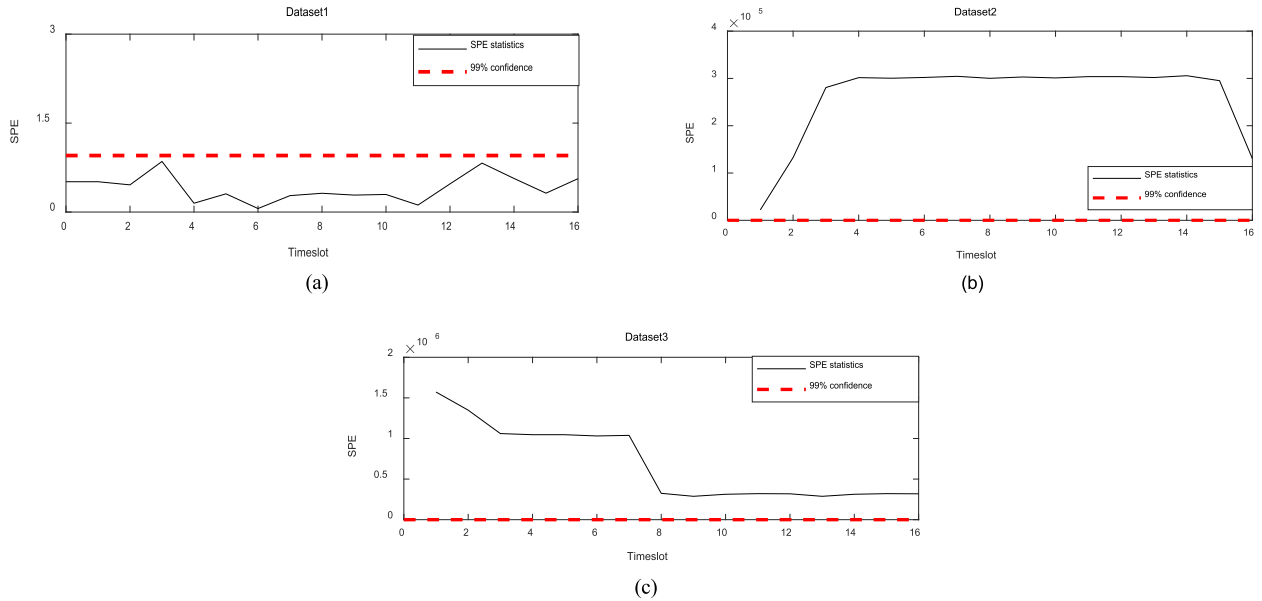 Dataset1
3
1.5
0
SPE
SPE statistics
99% confidence
0 2 4 6 8 10 12 14 16
Timeslot
(a)
Dataset2
× 10 5
4
3
2
1
0
SPE
SPE statistics
99% confidence
0 2 4 6 8 10 12 14 16
Timeslot
(b)
Dataset3
× 10 6
2
1.5
1
0.5
0
SPE
SPE statistics
99% confidence
0 2 4 6 8 10 12 14 16
Timeslot
(c)